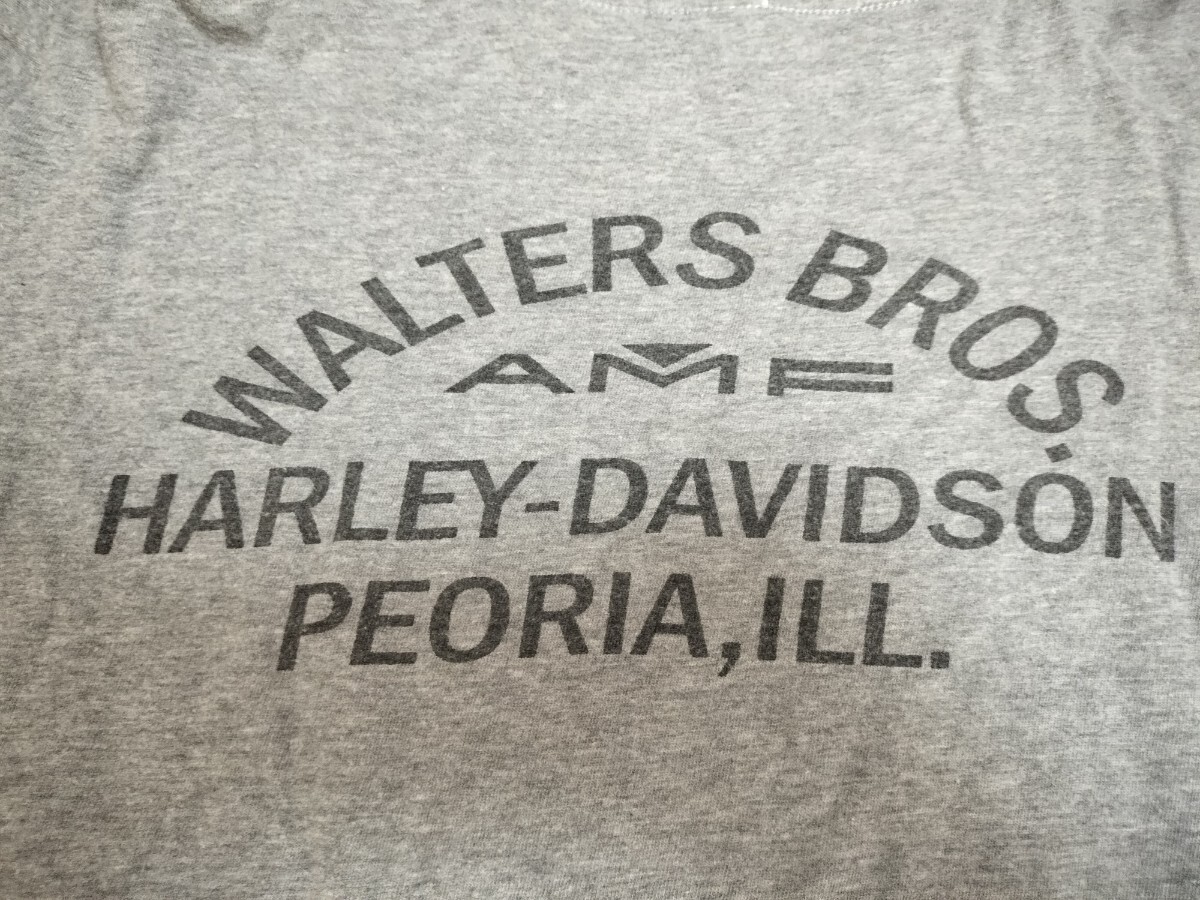 WALTERS BROS.
AMF
HARLEY-DAVIDSON
PEORIA, ILL.